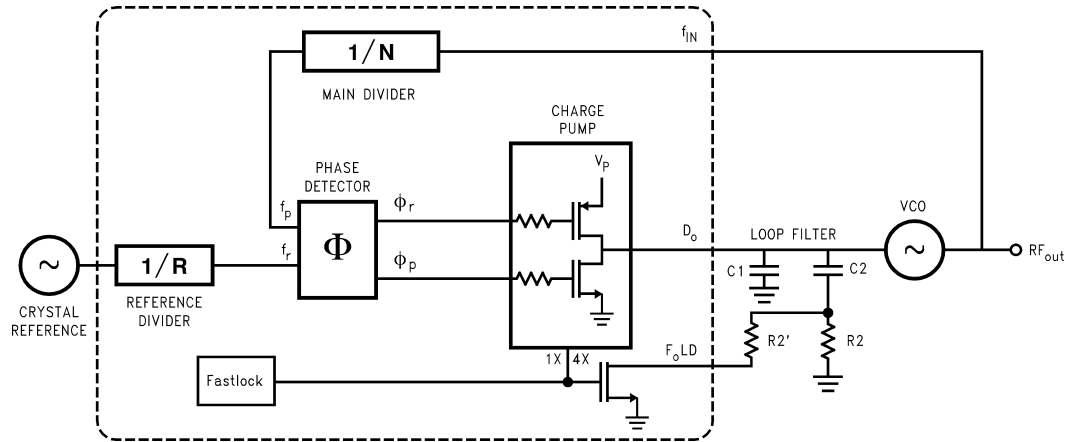 f_IN
1/N
MAIN DIVIDER
CHARGE
PUMP
V_P
PHASE
DETECTOR
f_p
f_r
Φ
ϕ_r
ϕ_p
D_o
LOOP FILTER
VCO
~
RF_out
C1
C2
~
1/R
CRYSTAL
REFERENCE
REFERENCE
DIVIDER
1X
4X
F_oLD
R2'
R2
Fastlock